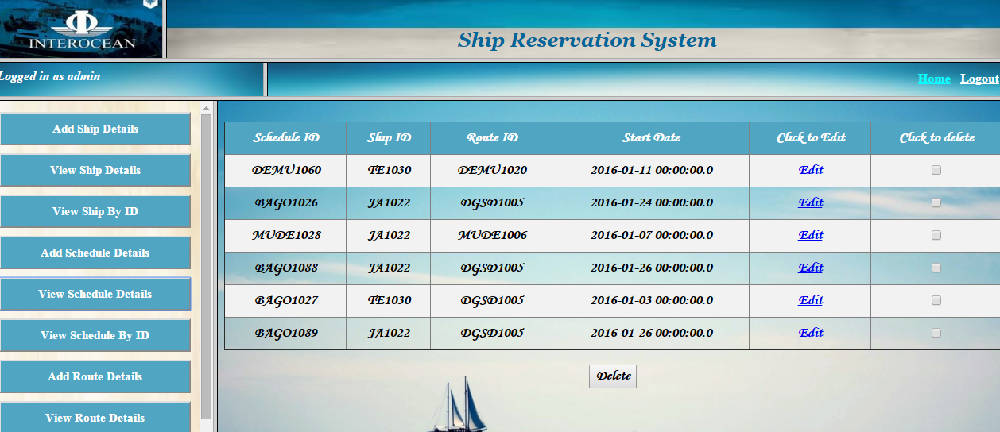 INTEROCEAN
Ship Reservation System
Logged in as admin
Home Logout
Add Ship Details
View Ship Details
View Ship By ID
Add Schedule Details
View Schedule Details
View Schedule By ID
Add Route Details
View Route Details
Schedule ID Ship ID Route ID Start Date Click to Edit Click to delete
DEMU1060 TE1030 DEMU1020 2016-01-11 00:00:00.0 Edit
BAGO1026 JA1022 DGSD1005 2016-01-24 00:00:00.0 Edit
MUDE1028 JA1022 MUDE1006 2016-01-07 00:00:00.0 Edit
BAGO1088 JA1022 DGSD1005 2016-01-26 00:00:00.0 Edit
BAGO1027 TE1030 DGSD1005 2016-01-03 00:00:00.0 Edit
BAGO1089 JA1022 DGSD1005 2016-01-26 00:00:00.0 Edit
Delete